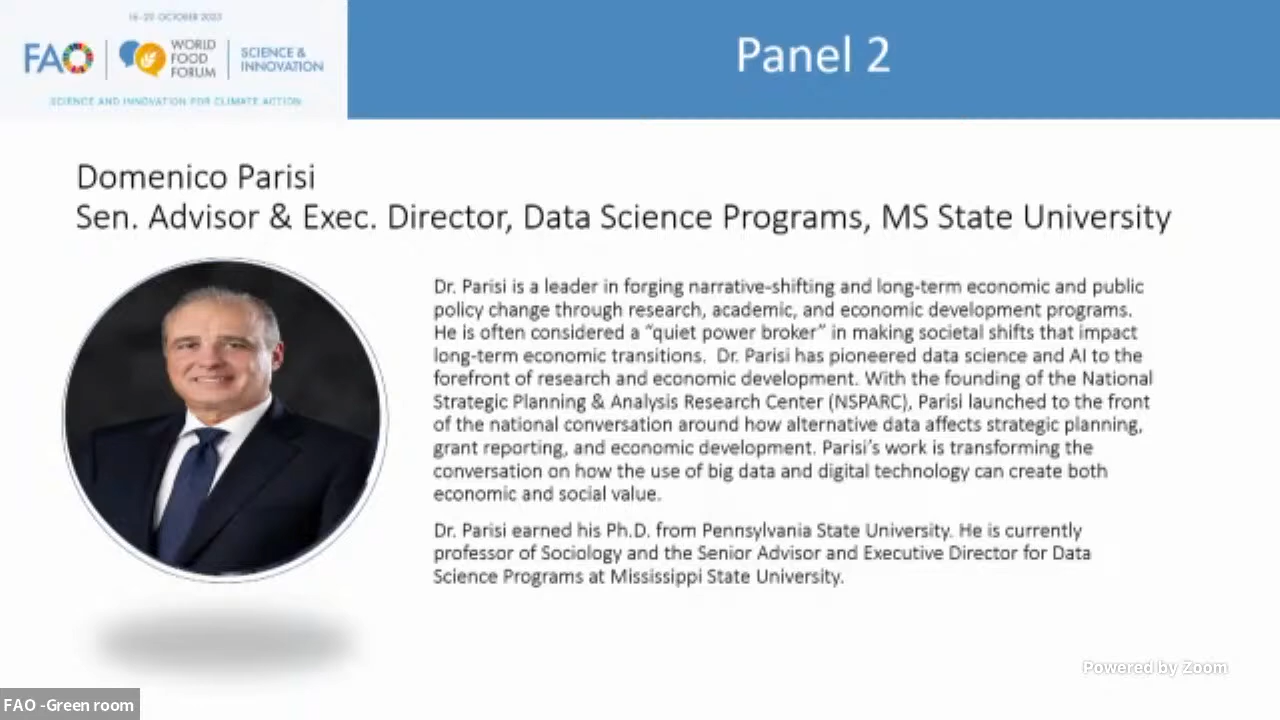 16-20 OCTOBER 2023
FAO
WORLD
FOOD
FORUM
SCIENCE &
INNOVATION
SCIENCE AND INNOVATION FOR CLIMATE ACTION
Panel 2
Domenico Parisi
Sen. Advisor & Exec. Director, Data Science Programs, MS State University
Dr. Parisi is a leader in forging narrative-shifting and long-term economic and public
policy change through research, academic, and economic development programs.
He is often considered a “quiet power broker” in making societal shifts that impact
long-term economic transitions. Dr. Parisi has pioneered data science and AI to the
forefront of research and economic development. With the founding of the National
Strategic Planning & Analysis Research Center (NSPARC), Parisi launched to the front
of the national conversation around how alternative data affects strategic planning,
grant reporting, and economic development. Parisi’s work is transforming the
conversation on how the use of big data and digital technology can create both
economic and social value.
Dr. Parisi earned his Ph.D. from Pennsylvania State University. He is currently
professor of Sociology and the Senior Advisor and Executive Director for Data
Science Programs at Mississippi State University.
Powered by Zoom
FAO -Green room